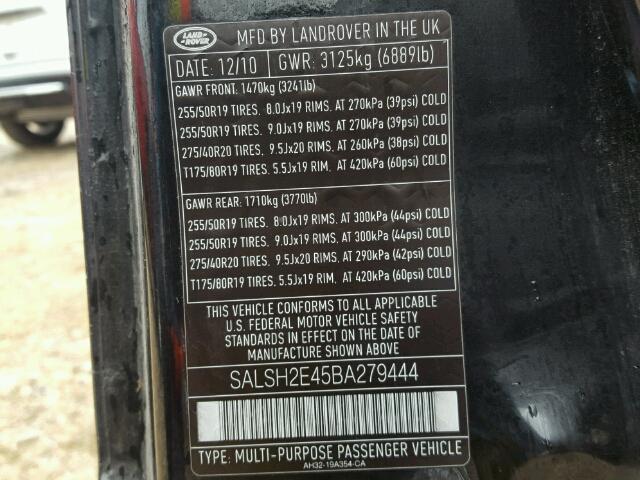 LAND ROVER
MFD BY LANDROVER IN THE UK
DATE: 12/10 GWR: 3125kg (6889lb)
GAWR FRONT: 1470kg (3241lb)
255/50R19 TIRES. 8.0Jx19 RIMS. AT 270kPa (39psi) COLD
255/50R19 TIRES. 9.0Jx19 RIMS. AT 270kPa (39psi) COLD
275/40R20 TIRES. 9.5Jx20 RIMS. AT 260kPa (38psi) COLD
T175/80R19 TIRES. 5.5Jx19 RIM. AT 420kPa (60psi) COLD
GAWR REAR: 1710kg (3770lb)
255/50R19 TIRES. 8.0Jx19 RIMS. AT 300kPa (44psi) COLD
255/50R19 TIRES. 9.0Jx19 RIMS. AT 300kPa (44psi) COLD
275/40R20 TIRES. 9.5Jx20 RIMS. AT 290kPa (42psi) COLD
T175/80R19 TIRES. 5.5Jx19 RIM. AT 420kPa (60psi) COLD
THIS VEHICLE CONFORMS TO ALL APPLICABLE
U.S. FEDERAL MOTOR VEHICLE SAFETY
STANDARDS IN EFFECT ON THE DATE OF
MANUFACTURE SHOWN ABOVE.
SALSH2E45BA279444
TYPE: MULTI-PURPOSE PASSENGER VEHICLE
AH32-19A354-CA